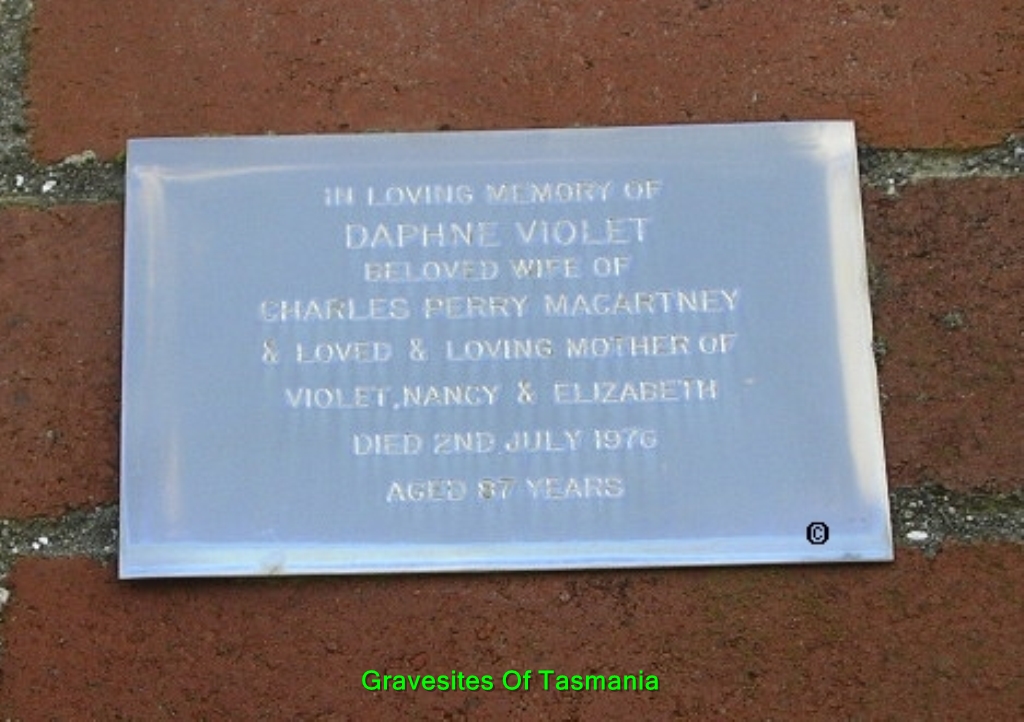 IN LOVING MEMORY OF
DAPHNE VIOLET
BELOVED WIFE OF
CHARLES PERRY MACARTNEY
& LOVED & LOVING MOTHER OF
VIOLET, NANCY & ELIZABETH
DIED 2ND JULY 1976
AGED 87 YEARS
©
Gravesites Of Tasmania